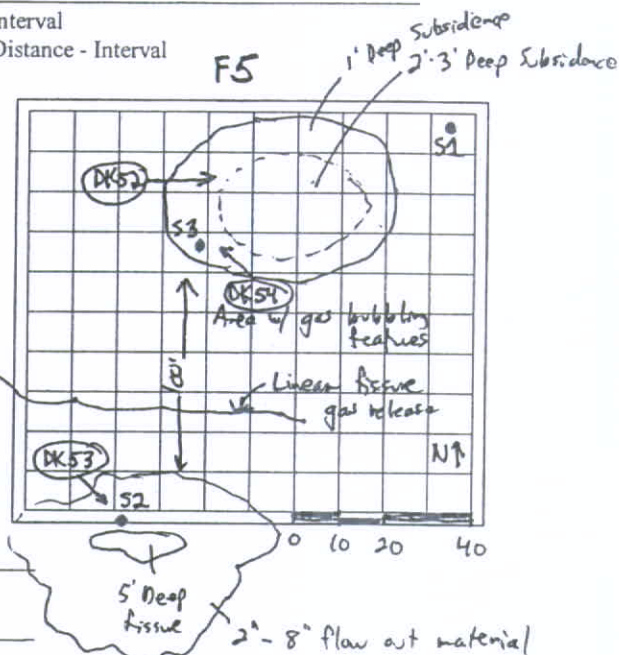 nterval
Distance - Interval
F5
1' Deep Subsidence
2'-3' Deep Subsidence
S1
DK52
S3
DK54
Area w/ gas bubbling
features
Linear fissure
gas release
DK53
S2
N↑
0 10 20 40
5' Deep
fissure
2" - 8" flow out material